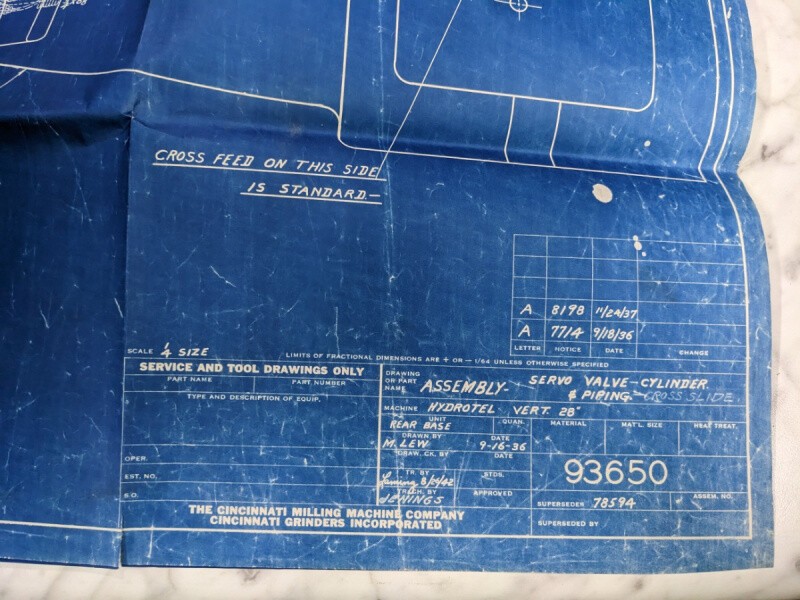 CROSS FEED ON THIS SIDE
IS STANDARD.-
A 8198 11/24/37
A 7714 9/18/36
LETTER NOTICE DATE CHANGE
SCALE 1/4 SIZE
LIMITS OF FRACTIONAL DIMENSIONS ARE + OR - 1/64 UNLESS OTHERWISE SPECIFIED
SERVICE AND TOOL DRAWINGS ONLY
PART NAME PART NUMBER
TYPE AND DESCRIPTION OF EQUIP.
OPER.
EST. NO.
E.O.
DRAWING OR PART NAME ASSEMBLY- SERVO VALVE-CYLINDER
& PIPING- CROSS SLIDE
MACHINE HYDROTEL VERT. 28"
UNIT QUAN. MATERIAL MAT'L SIZE HEAT TREAT.
REAR BASE
DRAWN BY DATE
M. LEW 9-16-36
DRAW. CK. BY DATE
93650
TR. BY STDS.
TR. CH. BY APPROVED
JENINGS
SUPERSEDES 78594 ASSEM. NO.
SUPERSEDED BY
THE CINCINNATI MILLING MACHINE COMPANY
CINCINNATI GRINDERS INCORPORATED